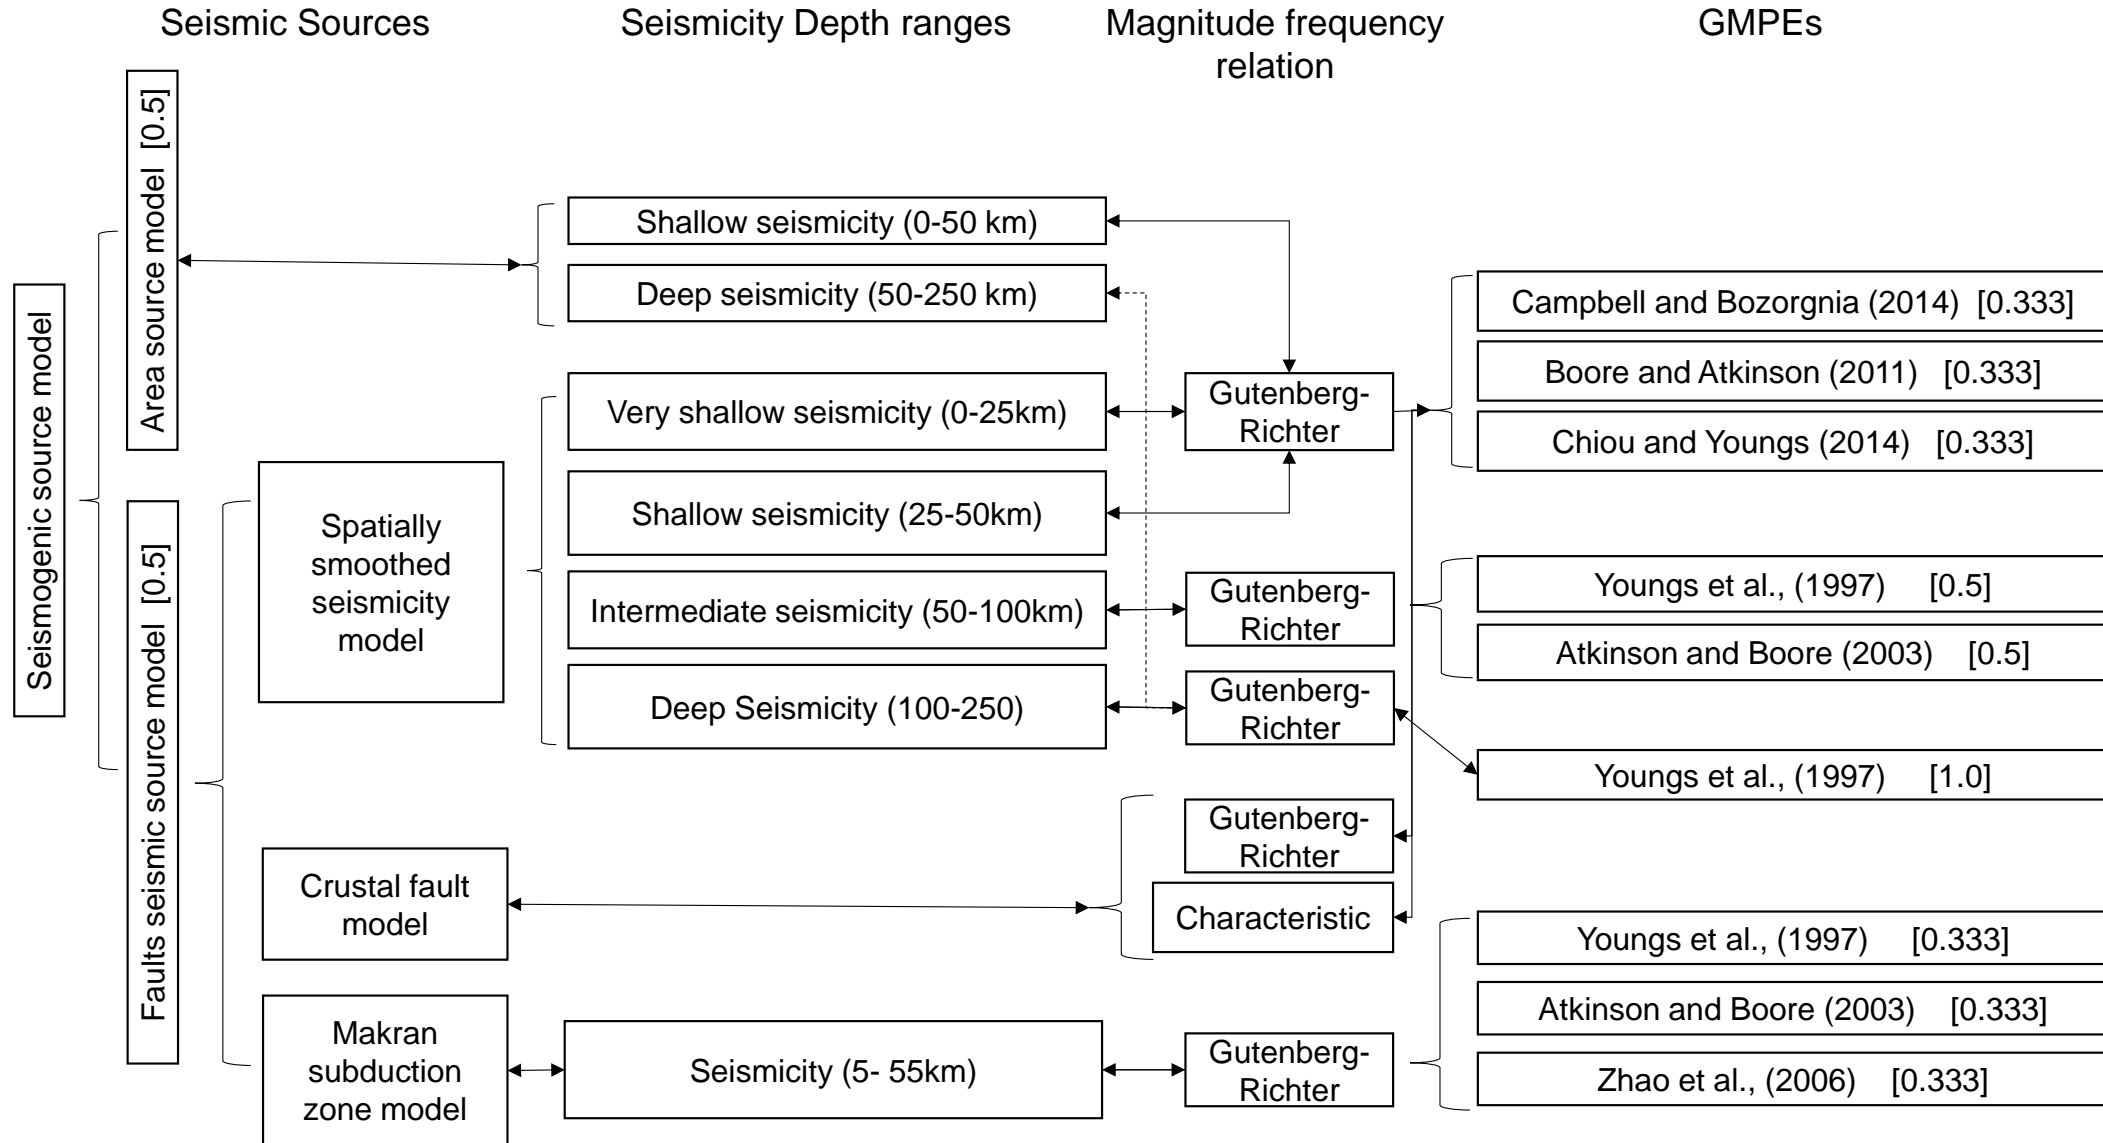 Seismic Sources
Seismicity Depth ranges
Magnitude frequency
relation
GMPEs
Seismogenic source model
Area source model [0.5]
Faults seismic source model [0.5]
Spatially
smoothed
seismicity
model
Crustal fault
model
Makran
subduction
zone model
Shallow seismicity (0-50 km)
Deep seismicity (50-250 km)
Very shallow seismicity (0-25km)
Shallow seismicity (25-50km)
Intermediate seismicity (50-100km)
Deep Seismicity (100-250)
Seismicity (5- 55km)
Gutenberg-
Richter
Gutenberg-
Richter
Gutenberg-
Richter
Gutenberg-
Richter
Characteristic
Gutenberg-
Richter
Campbell and Bozorgnia (2014) [0.333]
Boore and Atkinson (2011) [0.333]
Chiou and Youngs (2014) [0.333]
Youngs et al., (1997) [0.5]
Atkinson and Boore (2003) [0.5]
Youngs et al., (1997) [1.0]
Youngs et al., (1997) [0.333]
Atkinson and Boore (2003) [0.333]
Zhao et al., (2006) [0.333]